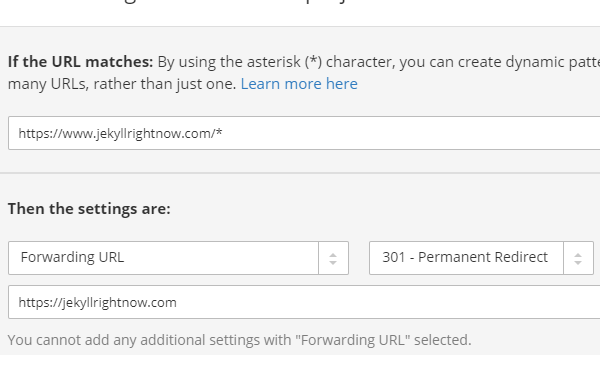 If the URL matches: By using the asterisk (*) character, you can create dynamic
many URLs, rather than just one. Learn more here
https://www.jekyllrightnow.com/*
Then the settings are:
Forwarding URL
301 - Permanent Redirect
https://jekyllrightnow.com
You cannot add any additional settings with "Forwarding URL" selected.